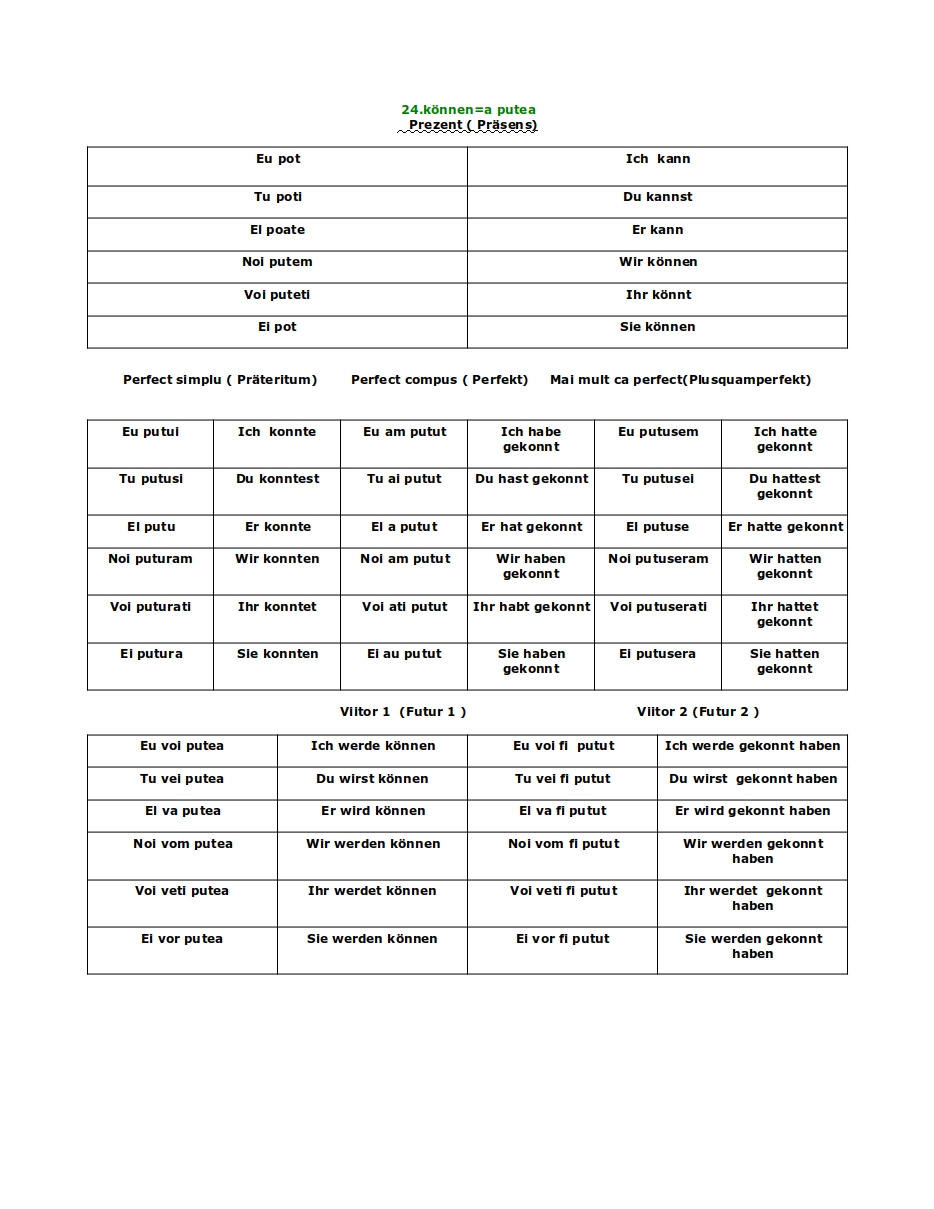 24.können=a putea
Prezent ( Präsens)
Eu pot Ich kann
Tu poti Du kannst
El poate Er kann
Noi putem Wir können
Voi puteti Ihr könnt
Ei pot Sie können
Perfect simplu ( Präteritum) Perfect compus ( Perfekt) Mai mult ca perfect(Plusquamperfekt)
Eu putui Ich konnte Eu am putut Ich habe gekonnt Eu putusem Ich hatte gekonnt
Tu putusi Du konntest Tu ai putut Du hast gekonnt Tu putusei Du hattest gekonnt
El putu Er konnte El a putut Er hat gekonnt El putuse Er hatte gekonnt
Noi puturam Wir konnten Noi am putut Wir haben gekonnt Noi putuseram Wir hatten gekonnt
Voi puturati Ihr konntet Voi ati putut Ihr habt gekonnt Voi putuserati Ihr hattet gekonnt
Ei putura Sie konnten Ei au putut Sie haben gekonnt Ei putusera Sie hatten gekonnt
Viitor 1 (Futur 1 ) Viitor 2 (Futur 2 )
Eu voi putea Ich werde können Eu voi fi putut Ich werde gekonnt haben
Tu vei putea Du wirst können Tu vei fi putut Du wirst gekonnt haben
El va putea Er wird können El va fi putut Er wird gekonnt haben
Noi vom putea Wir werden können Noi vom fi putut Wir werden gekonnt haben
Voi veti putea Ihr werdet können Voi veti fi putut Ihr werdet gekonnt haben
Ei vor putea Sie werden können Ei vor fi putut Sie werden gekonnt haben